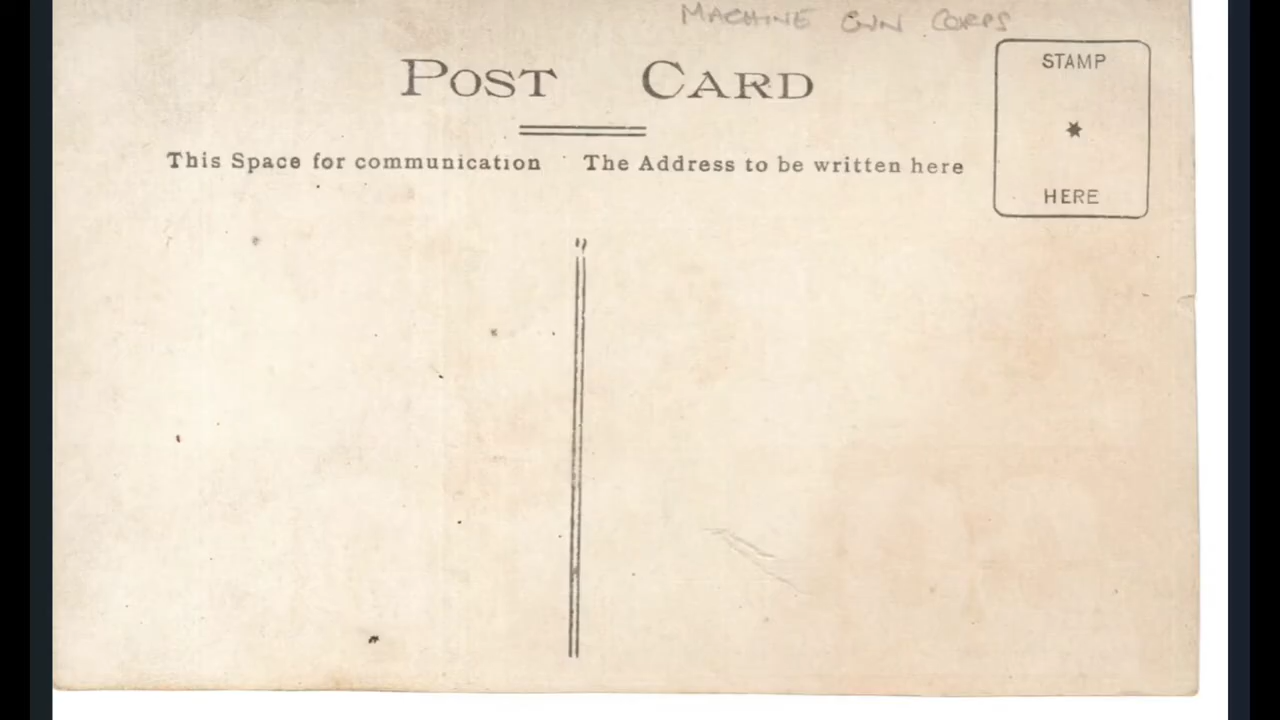 MACHINE GUN CORPS
POST CARD
STAMP
HERE
This Space for communication
The Address to be written here